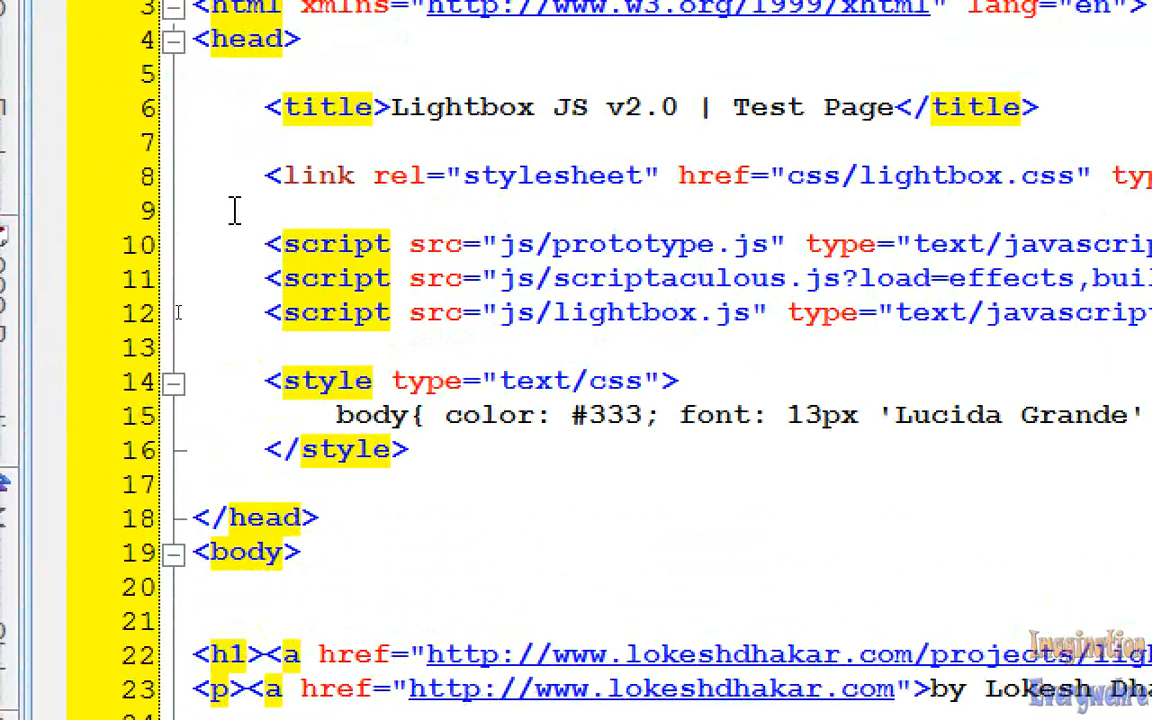 3 <html xmlns="http://www.w3.org/1999/xhtml" lang="en">
4 <head>
5
6 <title>Lightbox JS v2.0 | Test Page</title>
7
8 <link rel="stylesheet" href="css/lightbox.css" typ
9
10 <script src="js/prototype.js" type="text/javascrip
11 <script src="js/scriptaculous.js?load=effects,buil
12 <script src="js/lightbox.js" type="text/javascript
13
14 <style type="text/css">
15 body{ color: #333; font: 13px 'Lucida Grande'
16 </style>
17
18 </head>
19 <body>
20
21
22 <h1><a href="http://www.lokeshdhakar.com/projects/ligh
23 <p><a href="http://www.lokeshdhakar.com">by Lokesh Dha
Imagination
Everywhere